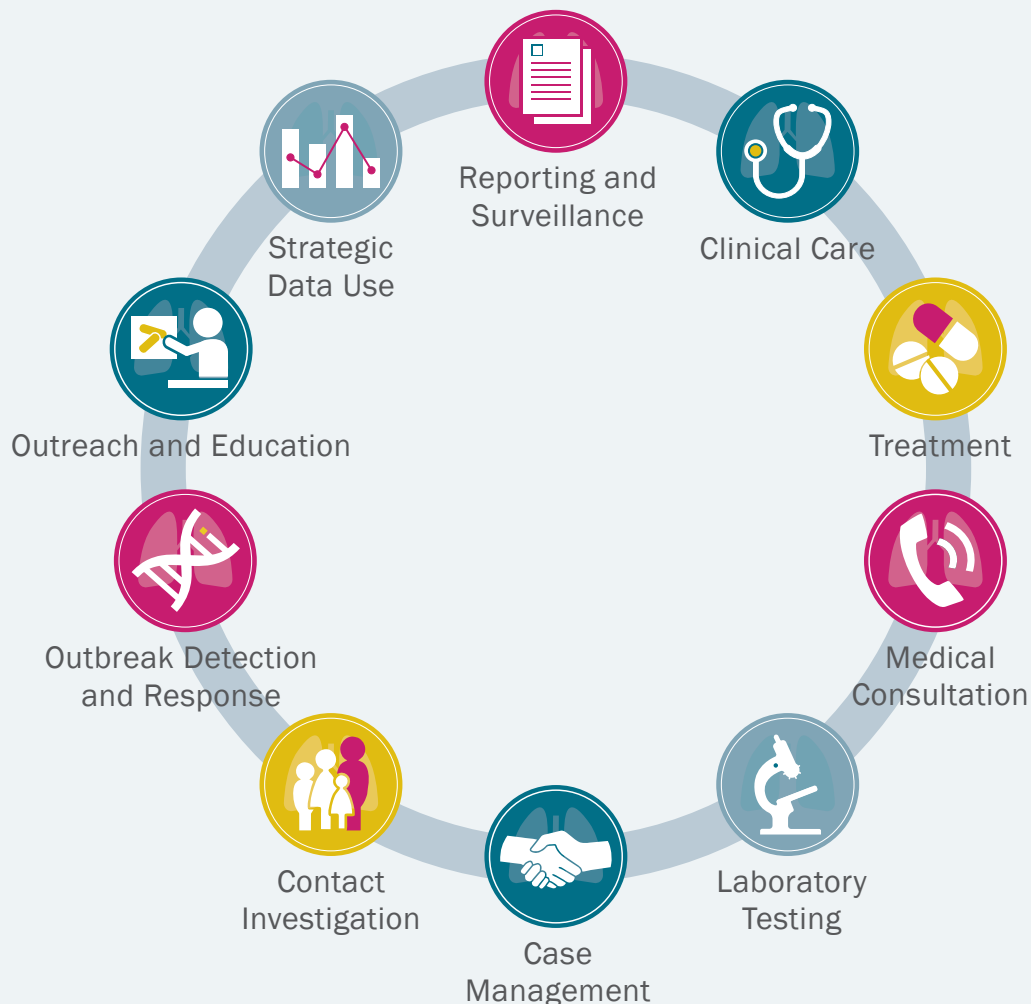 Reporting and
Surveillance
Clinical Care
Treatment
Medical
Consultation
Laboratory
Testing
Case
Management
Contact
Investigation
Outbreak Detection
and Response
Outreach and Education
Strategic
Data Use